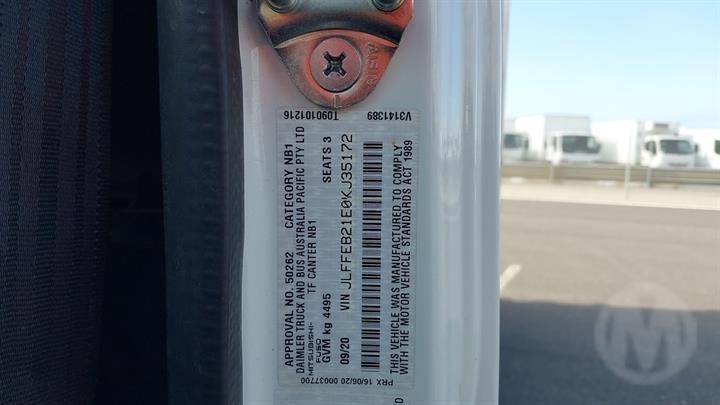 T090101216 V3141389
APPROVAL NO. 50262 CATEGORY NB1
DAIMLER TRUCK AND BUS AUSTRALIA PACIFIC PTY LTD
MITSUBISHI- TF CANTER NB1
FUSO
GVM kg 4495 SEATS 3
09/20 VIN JLFFEB21E0KJ35172
THIS VEHICLE WAS MANUFACTURED TO COMPLY
WITH THE MOTOR VEHICLE STANDARDS ACT 1989
PRX 16/06/20 00037700
M